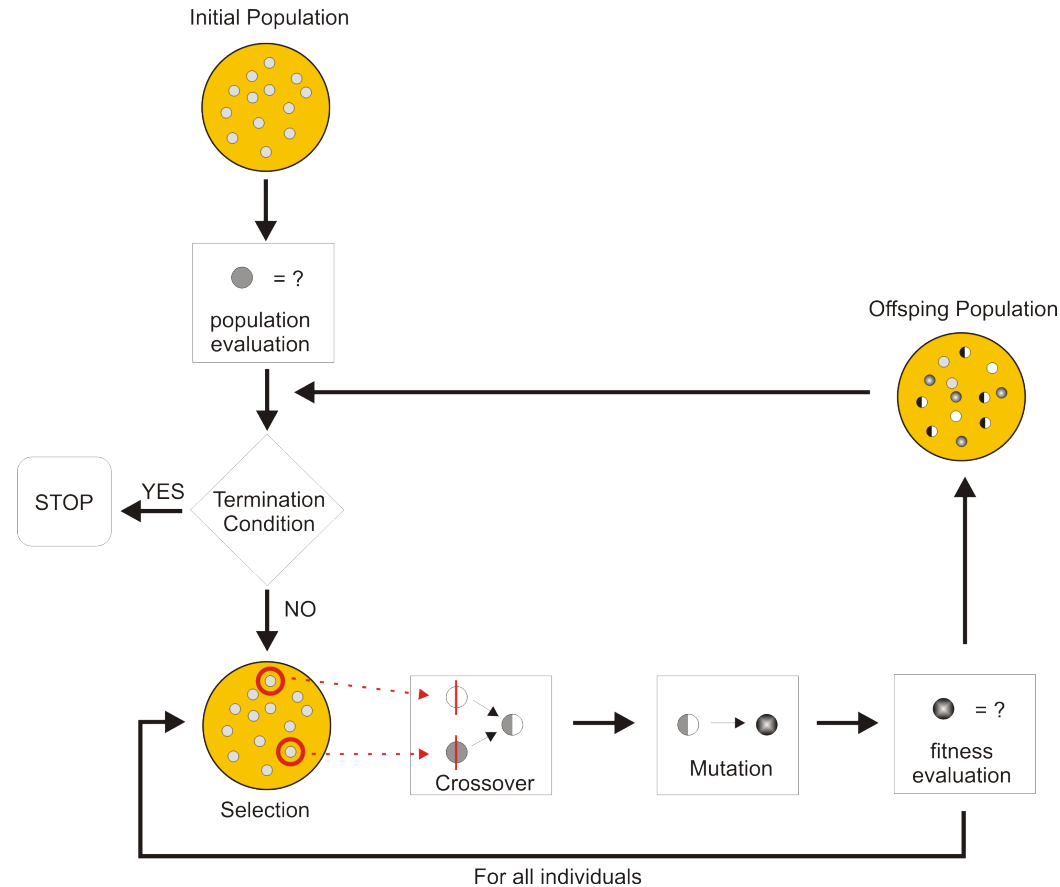 Initial Population
= ?
population
evaluation
Offsping Population
Termination
Condition
YES
STOP
NO
Selection
Crossover
Mutation
= ?
fitness
evaluation
For all individuals